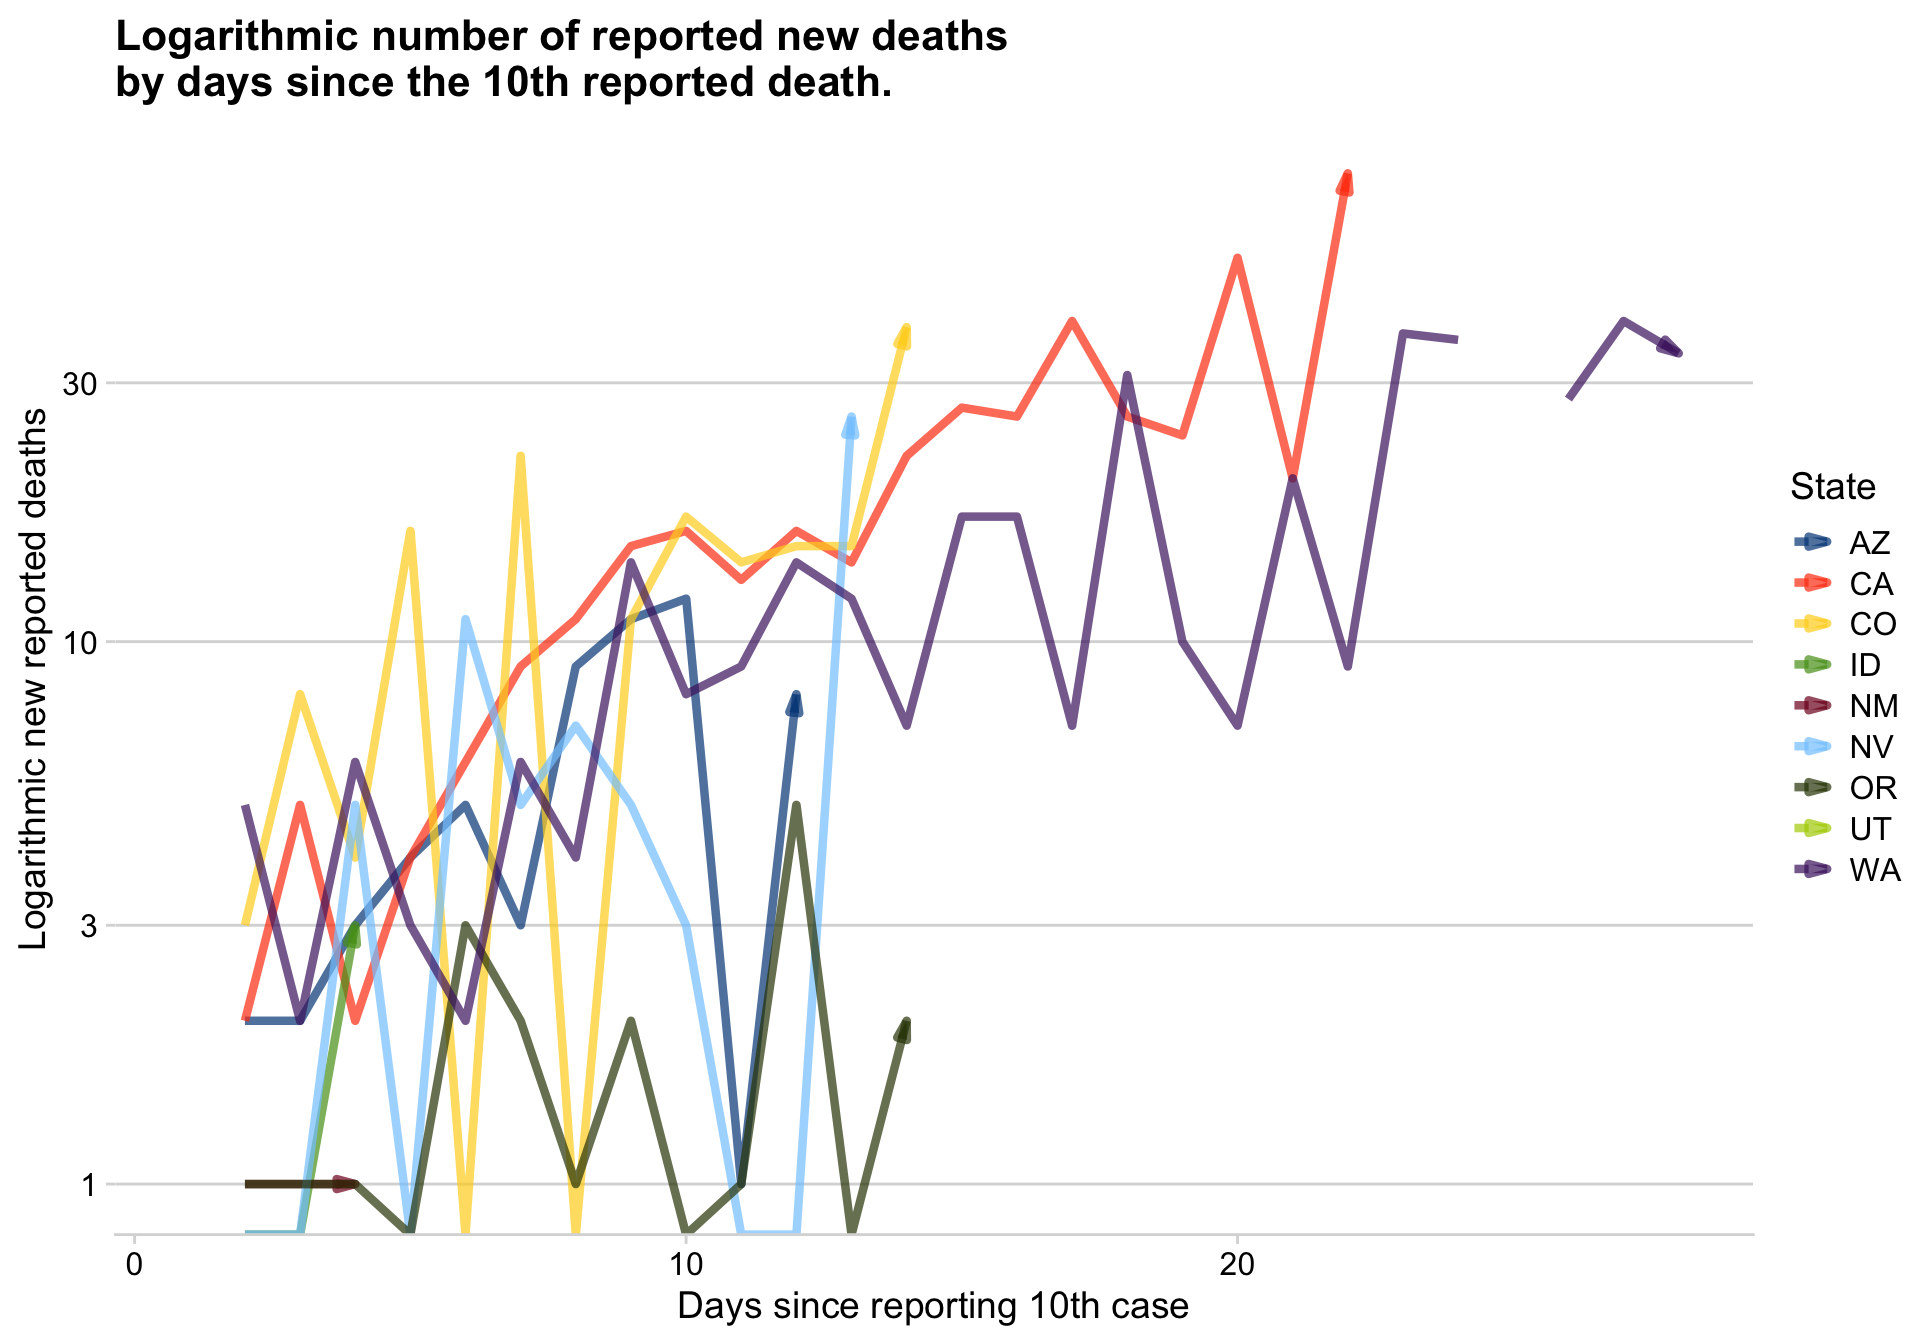 Logarithmic number of reported new deaths
by days since the 10th reported death.
Logarithmic new reported deaths
30
10
3
1
0
10
20
Days since reporting 10th case
State
AZ
CA
CO
ID
NM
NV
OR
UT
WA